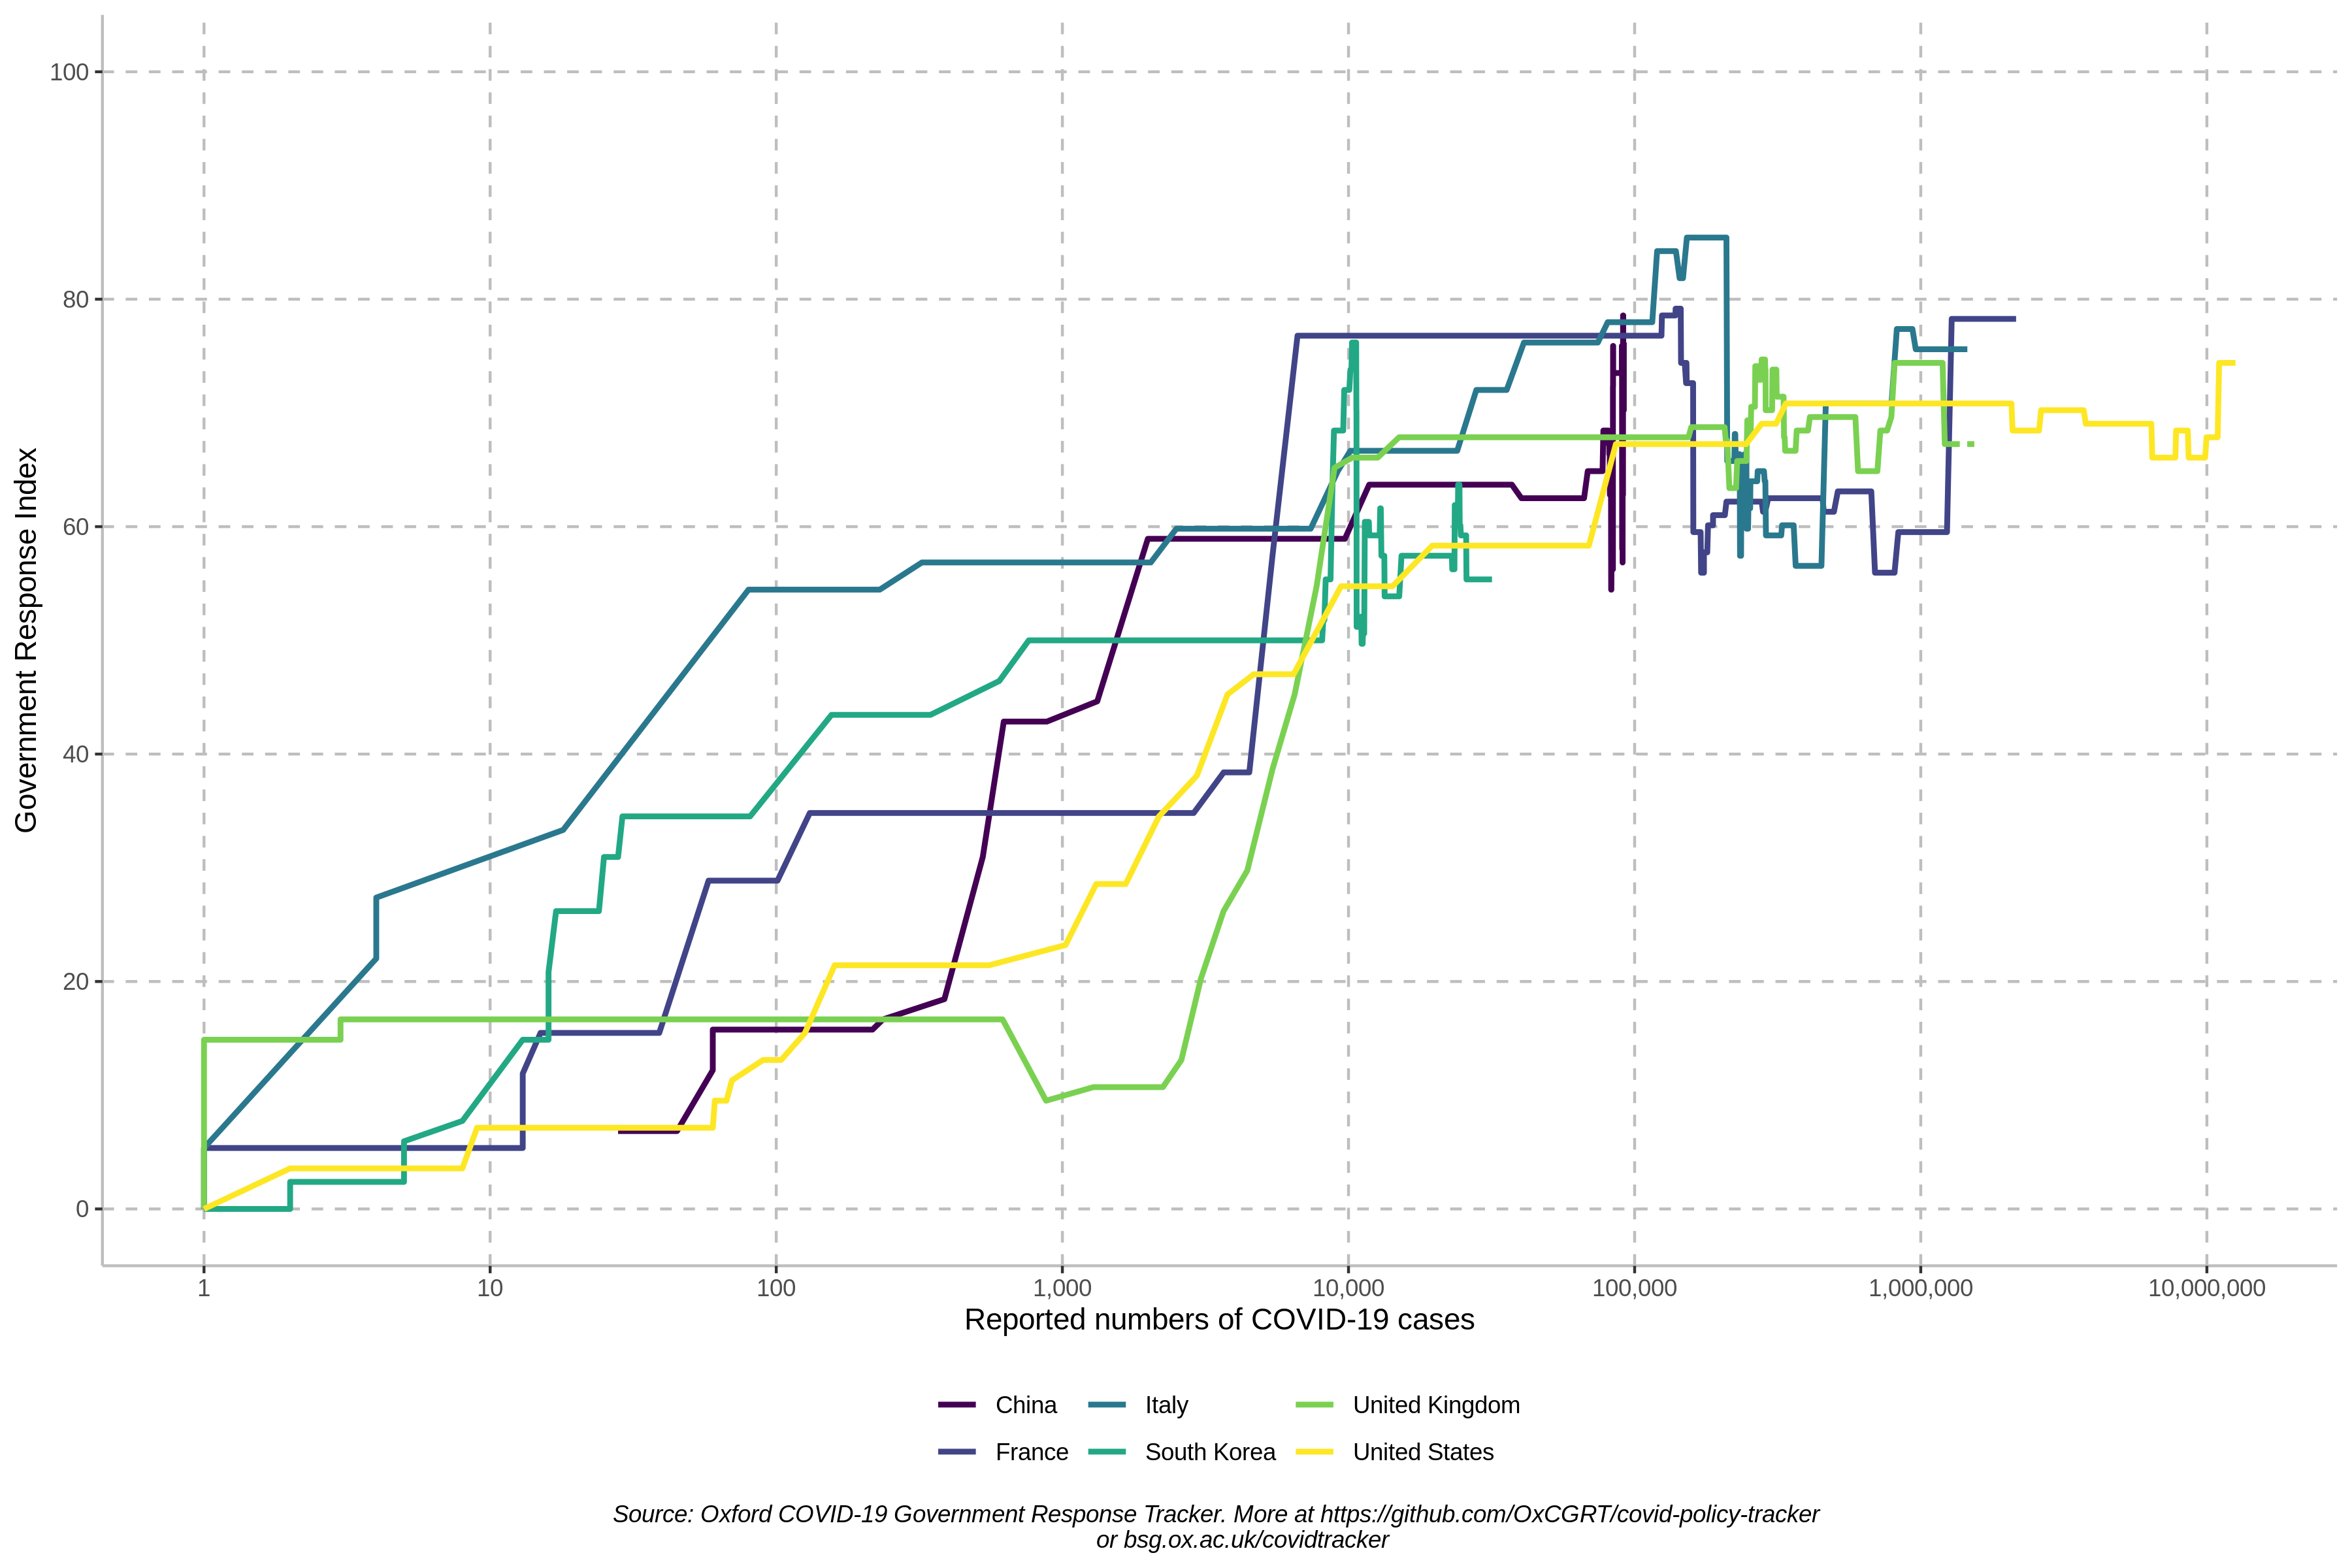 100
80
60
40
20
0
Government Response Index
1 10 100 1,000 10,000 100,000 1,000,000 10,000,000
Reported numbers of COVID-19 cases
China Italy United Kingdom
France South Korea United States
Source: Oxford COVID-19 Government Response Tracker. More at https://github.com/OxCGRT/covid-policy-tracker
or bsg.ox.ac.uk/covidtracker